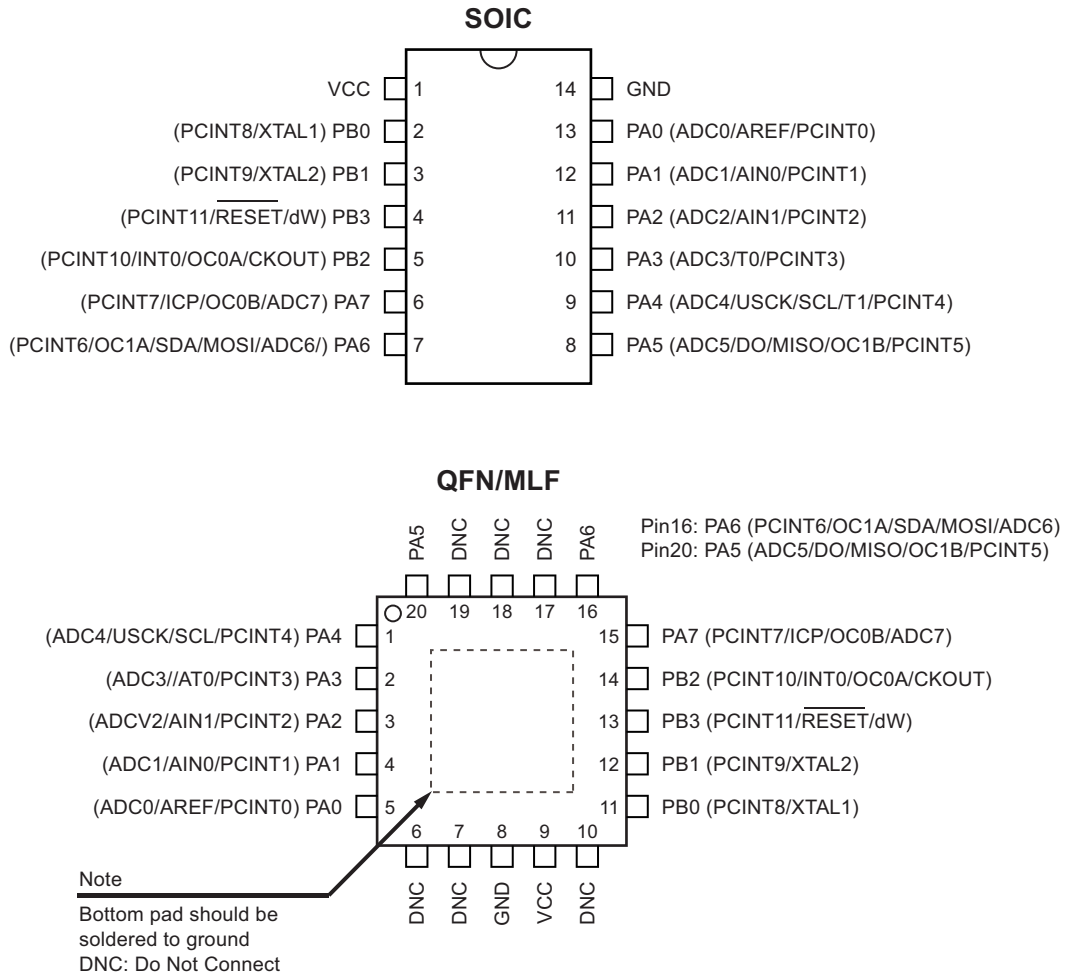 SOIC
VCC 1 14 GND
(PCINT8/XTAL1) PB0 2 13 PA0 (ADC0/AREF/PCINT0)
(PCINT9/XTAL2) PB1 3 12 PA1 (ADC1/AIN0/PCINT1)
(PCINT11/RESET/dW) PB3 4 11 PA2 (ADC2/AIN1/PCINT2)
(PCINT10/INT0/OC0A/CKOUT) PB2 5 10 PA3 (ADC3/T0/PCINT3)
(PCINT7/ICP/OC0B/ADC7) PA7 6 9 PA4 (ADC4/USCK/SCL/T1/PCINT4)
(PCINT6/OC1A/SDA/MOSI/ADC6/) PA6 7 8 PA5 (ADC5/DO/MISO/OC1B/PCINT5)
QFN/MLF
PA5 DNC DNC DNC PA6
Pin16: PA6 (PCINT6/OC1A/SDA/MOSI/ADC6)
Pin20: PA5 (ADC5/DO/MISO/OC1B/PCINT5)
20 19 18 17 16
(ADC4/USCK/SCL/PCINT4) PA4 1 15 PA7 (PCINT7/ICP/OC0B/ADC7)
(ADC3//AT0/PCINT3) PA3 2 14 PB2 (PCINT10/INT0/OC0A/CKOUT)
(ADCV2/AIN1/PCINT2) PA2 3 13 PB3 (PCINT11/RESET/dW)
(ADC1/AIN0/PCINT1) PA1 4 12 PB1 (PCINT9/XTAL2)
(ADC0/AREF/PCINT0) PA0 5 11 PB0 (PCINT8/XTAL1)
6 7 8 9 10
DNC DNC GND VCC DNC
Note
Bottom pad should be
soldered to ground
DNC: Do Not Connect